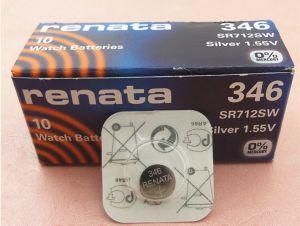 renata
346
SR712SW
10
Watch Batteries
Silver 1.55V
0%
MERCURY
renata
346
SR712SW
10
Watch Batteries
Silver 1.55V
0%
MERCURY
346
RENATA